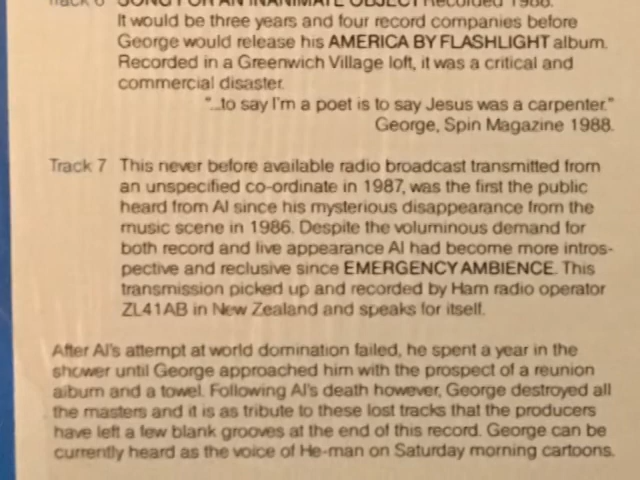 Track 6 SONG FOR AN INANIMATE OBJECT Recorded 1988.
It would be three years and four record companies before
George would release his AMERICA BY FLASHLIGHT album.
Recorded in a Greenwich Village loft, it was a critical and
commercial disaster.
"...to say I'm a poet is to say Jesus was a carpenter."
George, Spin Magazine 1988.
Track 7 This never before available radio broadcast transmitted from
an unspecified co-ordinate in 1987, was the first the public
heard from Al since his mysterious disappearance from the
music scene in 1986. Despite the voluminous demand for
both record and live appearance Al had become more intros-
pective and reclusive since EMERGENCY AMBIENCE. This
transmission picked up and recorded by Ham radio operator
ZL41AB in New Zealand and speaks for itself.
After Al's attempt at world domination failed, he spent a year in the
shower until George approached him with the prospect of a reunion
album and a towel. Following Al's death however, George destroyed all
the masters and it is as tribute to these lost tracks that the producers
have left a few blank grooves at the end of this record. George can be
currently heard as the voice of He-man on Saturday morning cartoons.